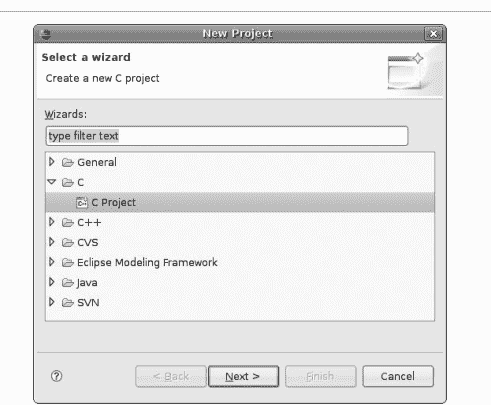 New Project
Select a wizard
Create a new C project
Wizards:
type filter text
General
C
C Project
C++
CVS
Eclipse Modeling Framework
Java
SVN
< Back Next > Finish Cancel